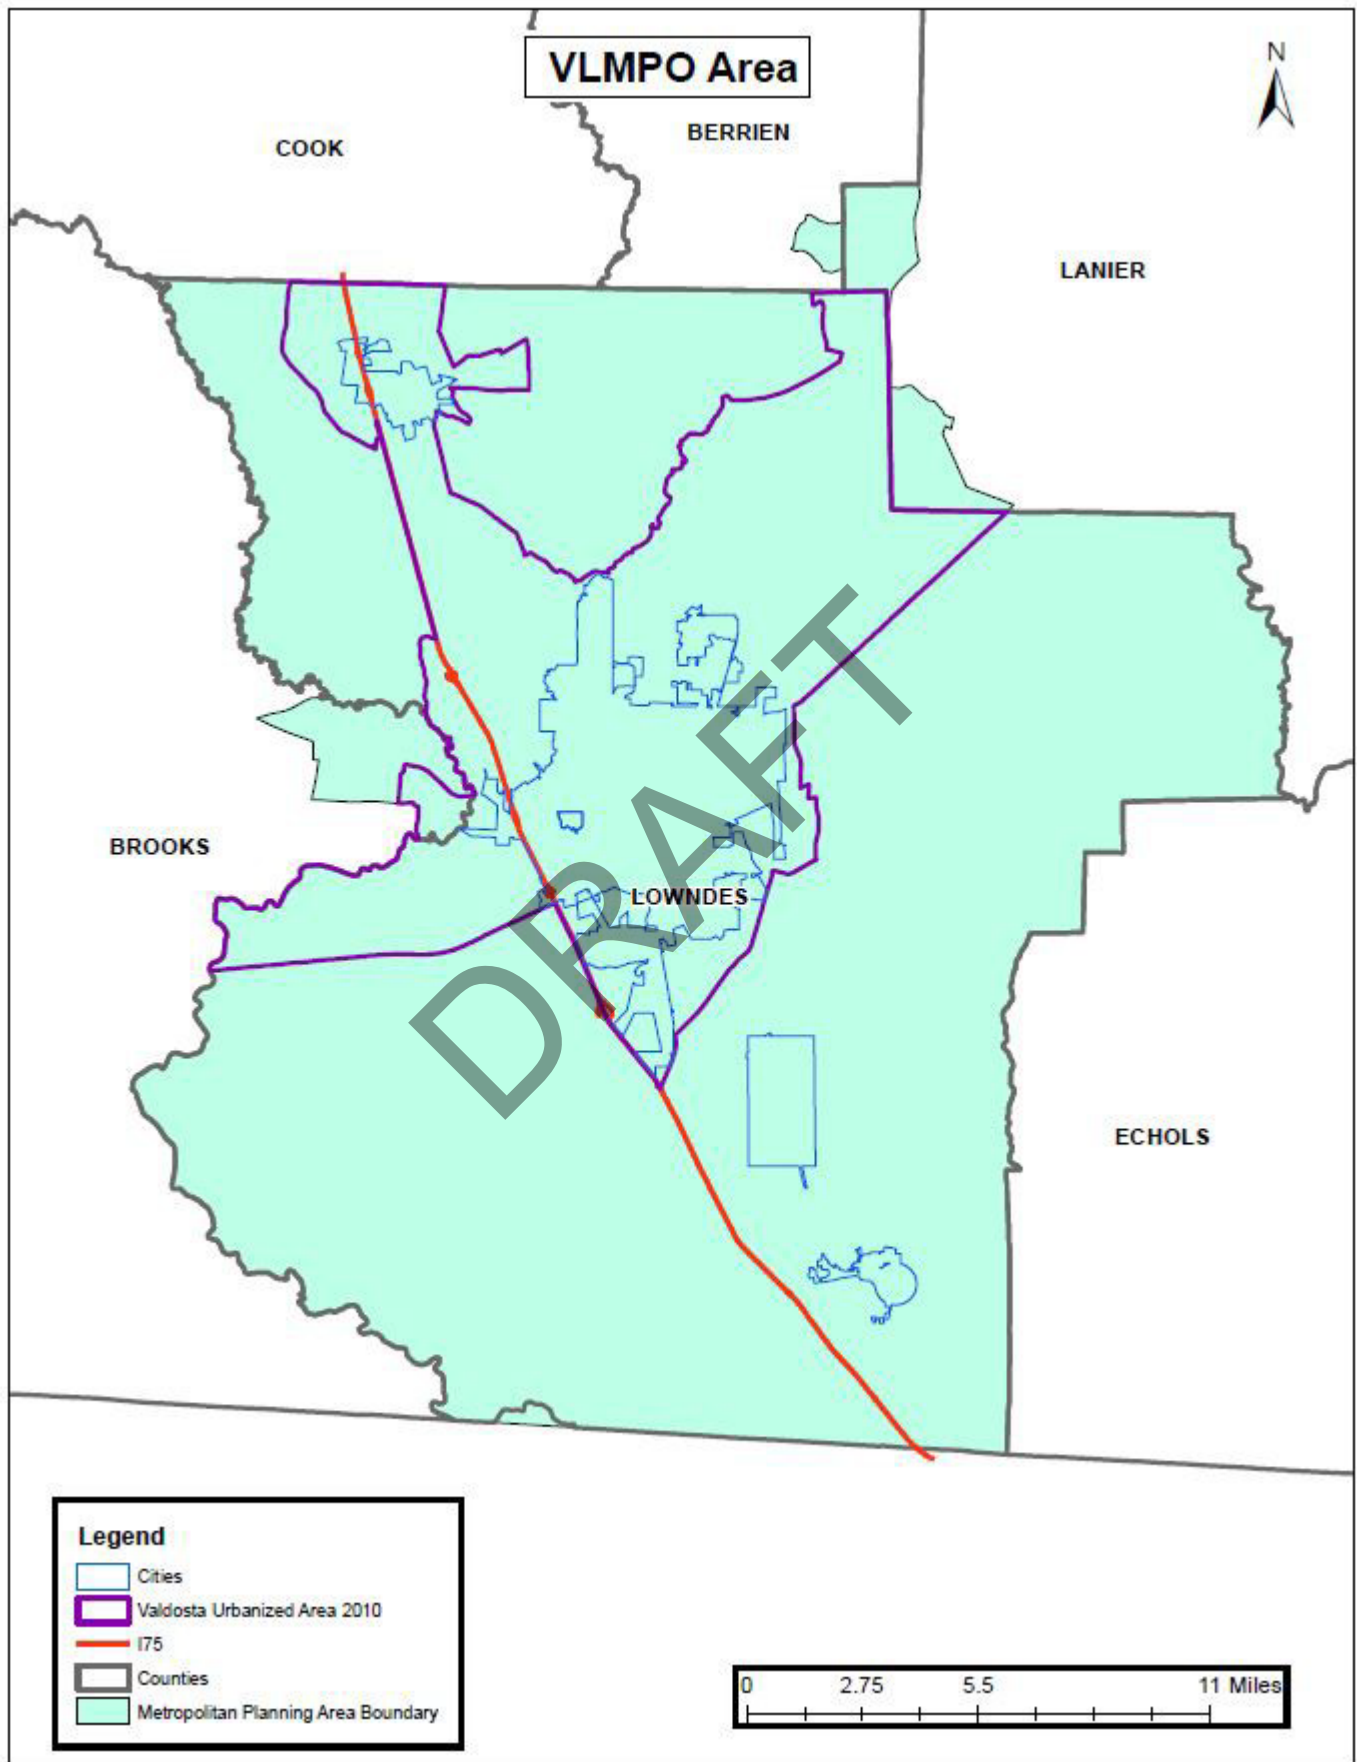 VLMPO Area
N
COOK
BERRIEN
LANIER
BROOKS
LOWNDES
DRAFT
ECHOLS
Legend
Cities
Valdosta Urbanized Area 2010
I75
Counties
Metropolitan Planning Area Boundary
0 2.75 5.5 11 Miles